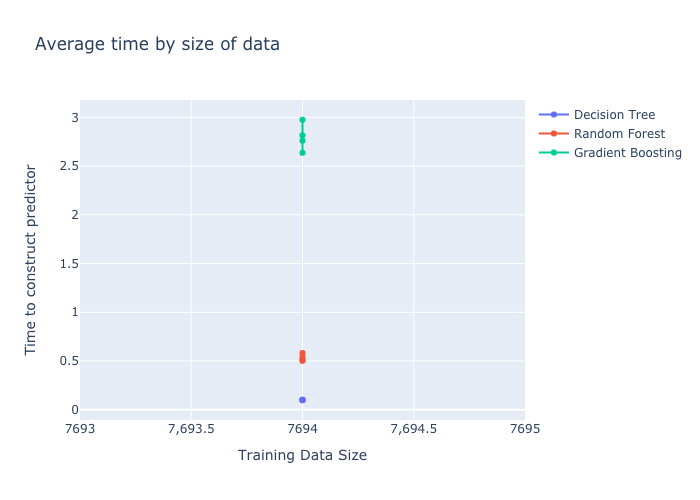 Average time by size of data
Decision Tree
Random Forest
Gradient Boosting
Time to construct predictor
3
2.5
2
1.5
1
0.5
0
7693
7,693.5
7694
7,694.5
7695
Training Data Size